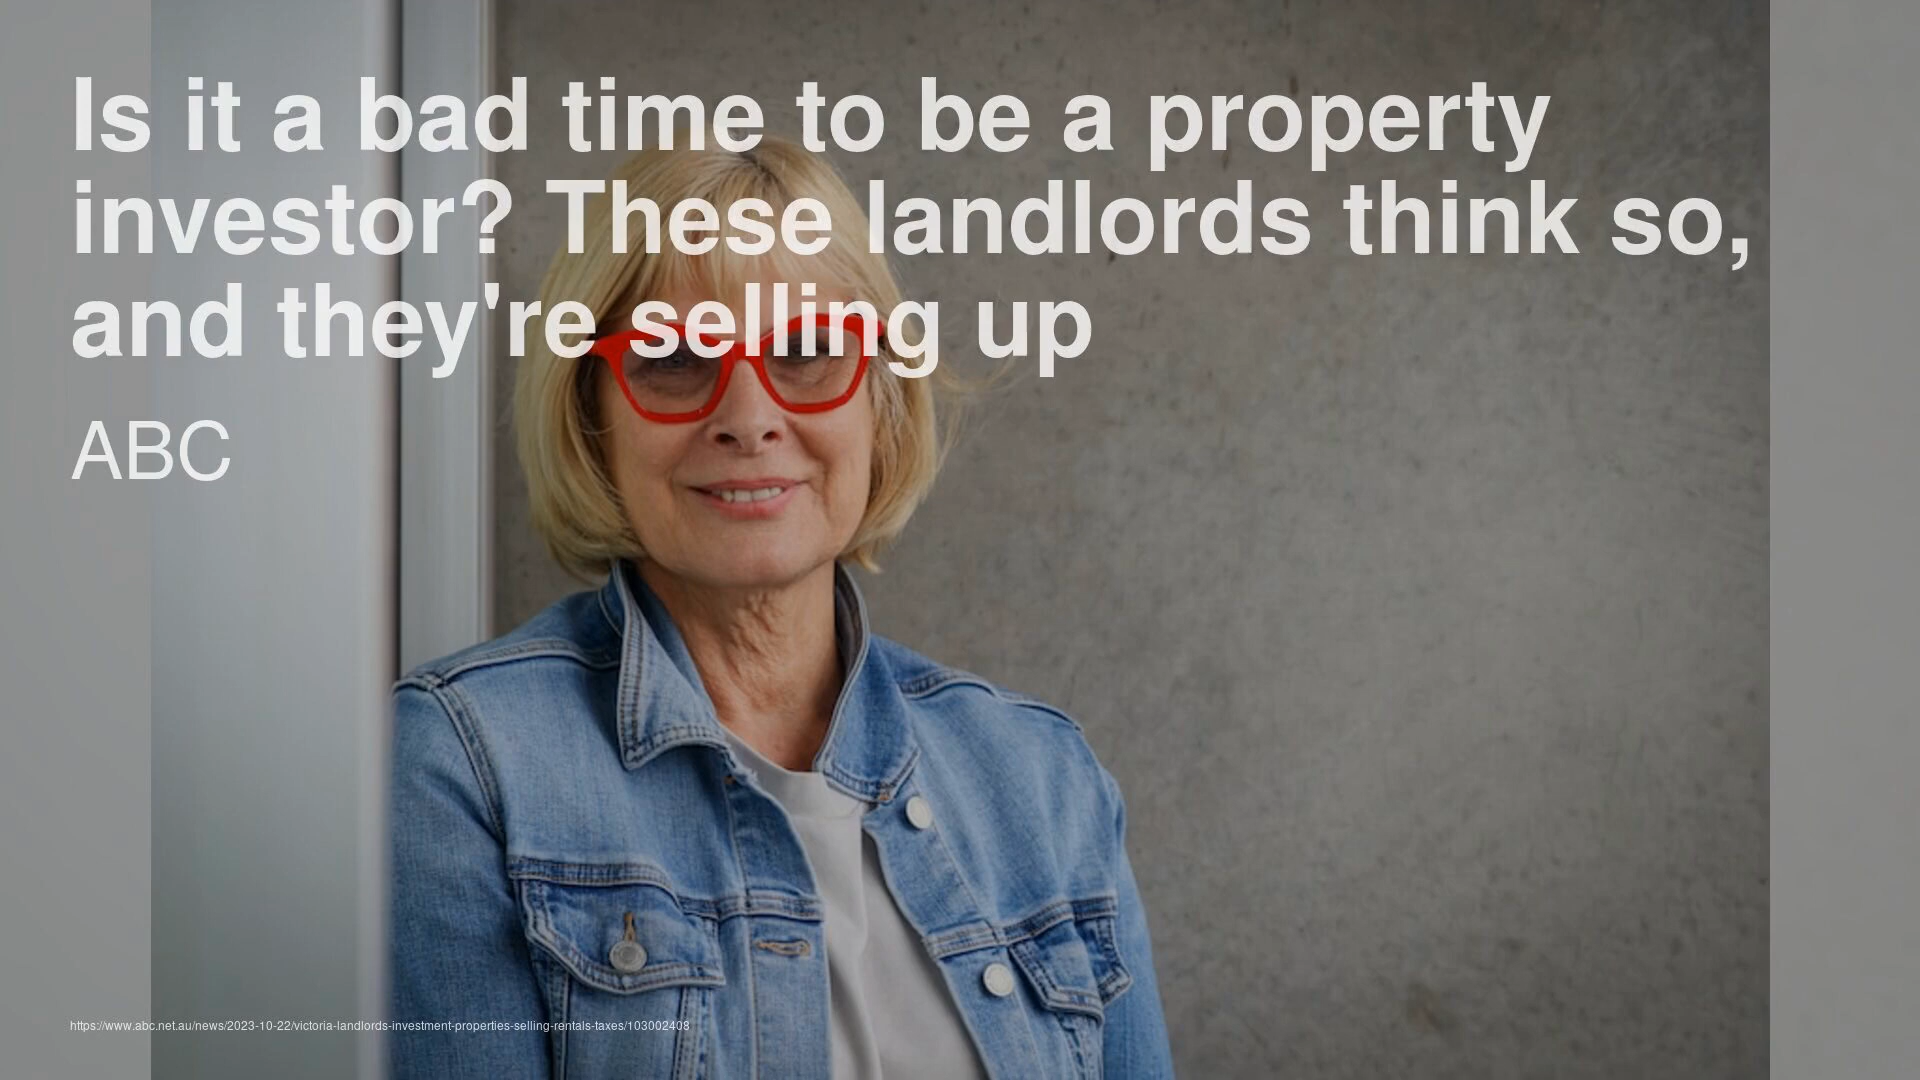 Is it a bad time to be a property
investor? These landlords think so,
and they're selling up
ABC
https://www.abc.net.au/news/2023-10-22/victoria-landlords-investment-properties-selling-rentals-taxes/103002408